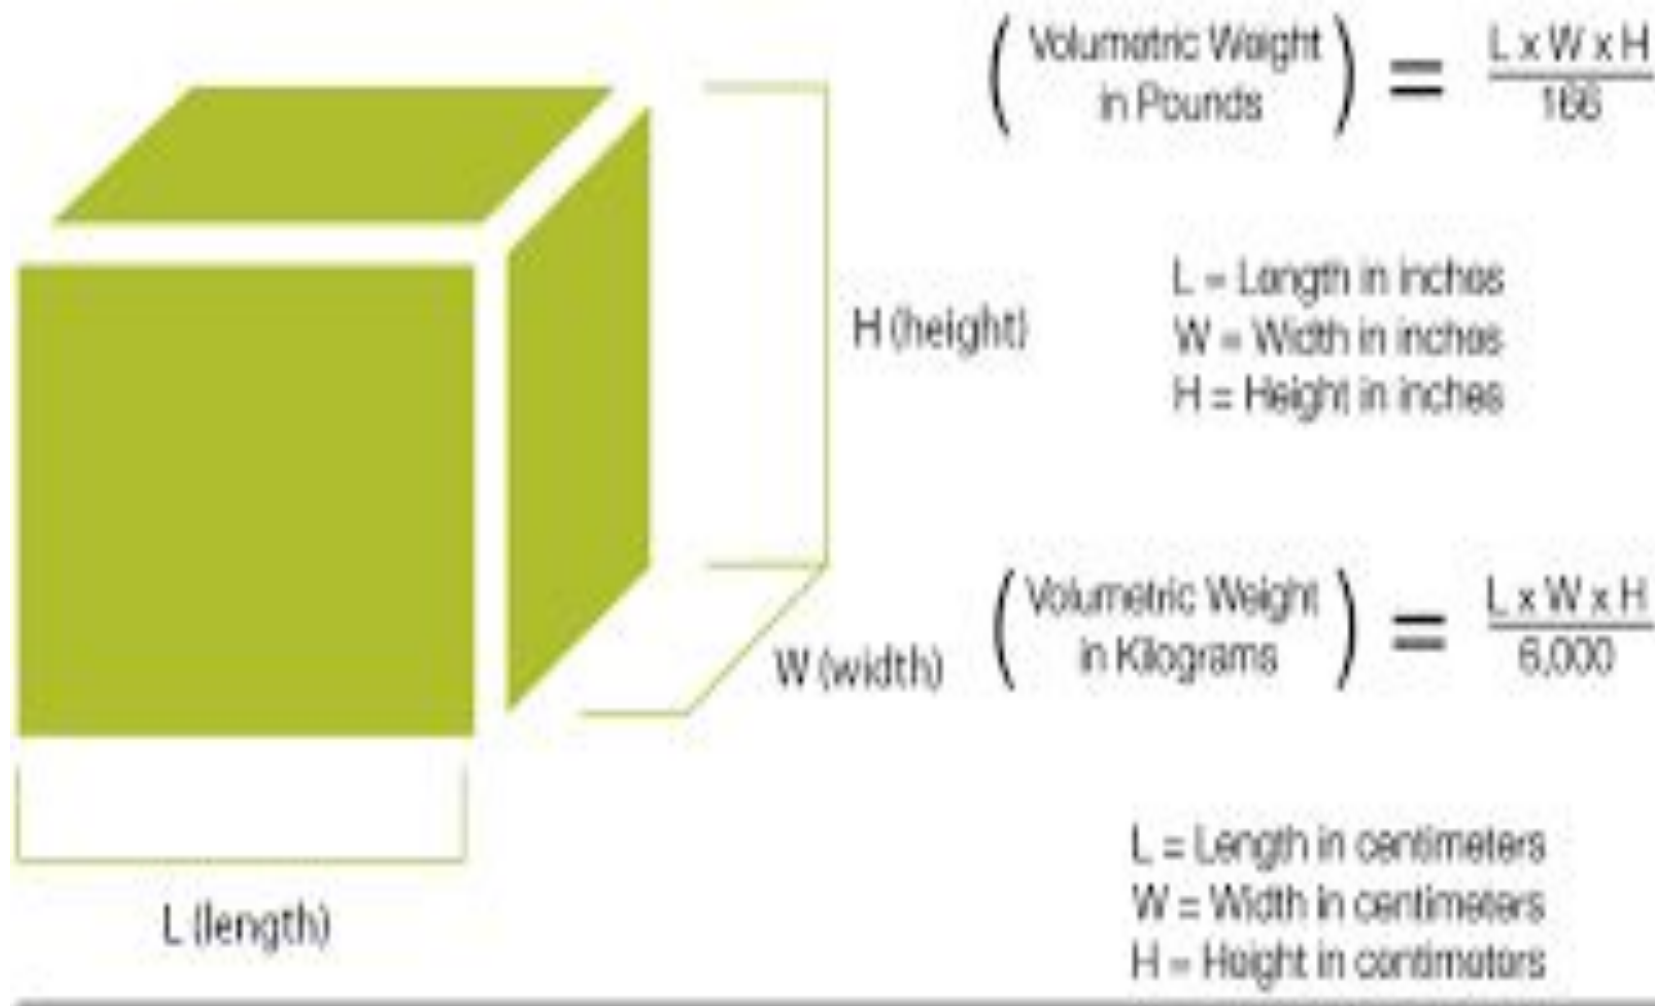 ( Volumetric Weight in Pounds ) = L x W x H / 166
H (height)
L = Length in inches
W = Width in inches
H = Height in inches
W (width)
( Volumetric Weight in Kilograms ) = L x W x H / 6,000
L (length)
L = Length in centimeters
W = Width in centimeters
H = Height in centimeters